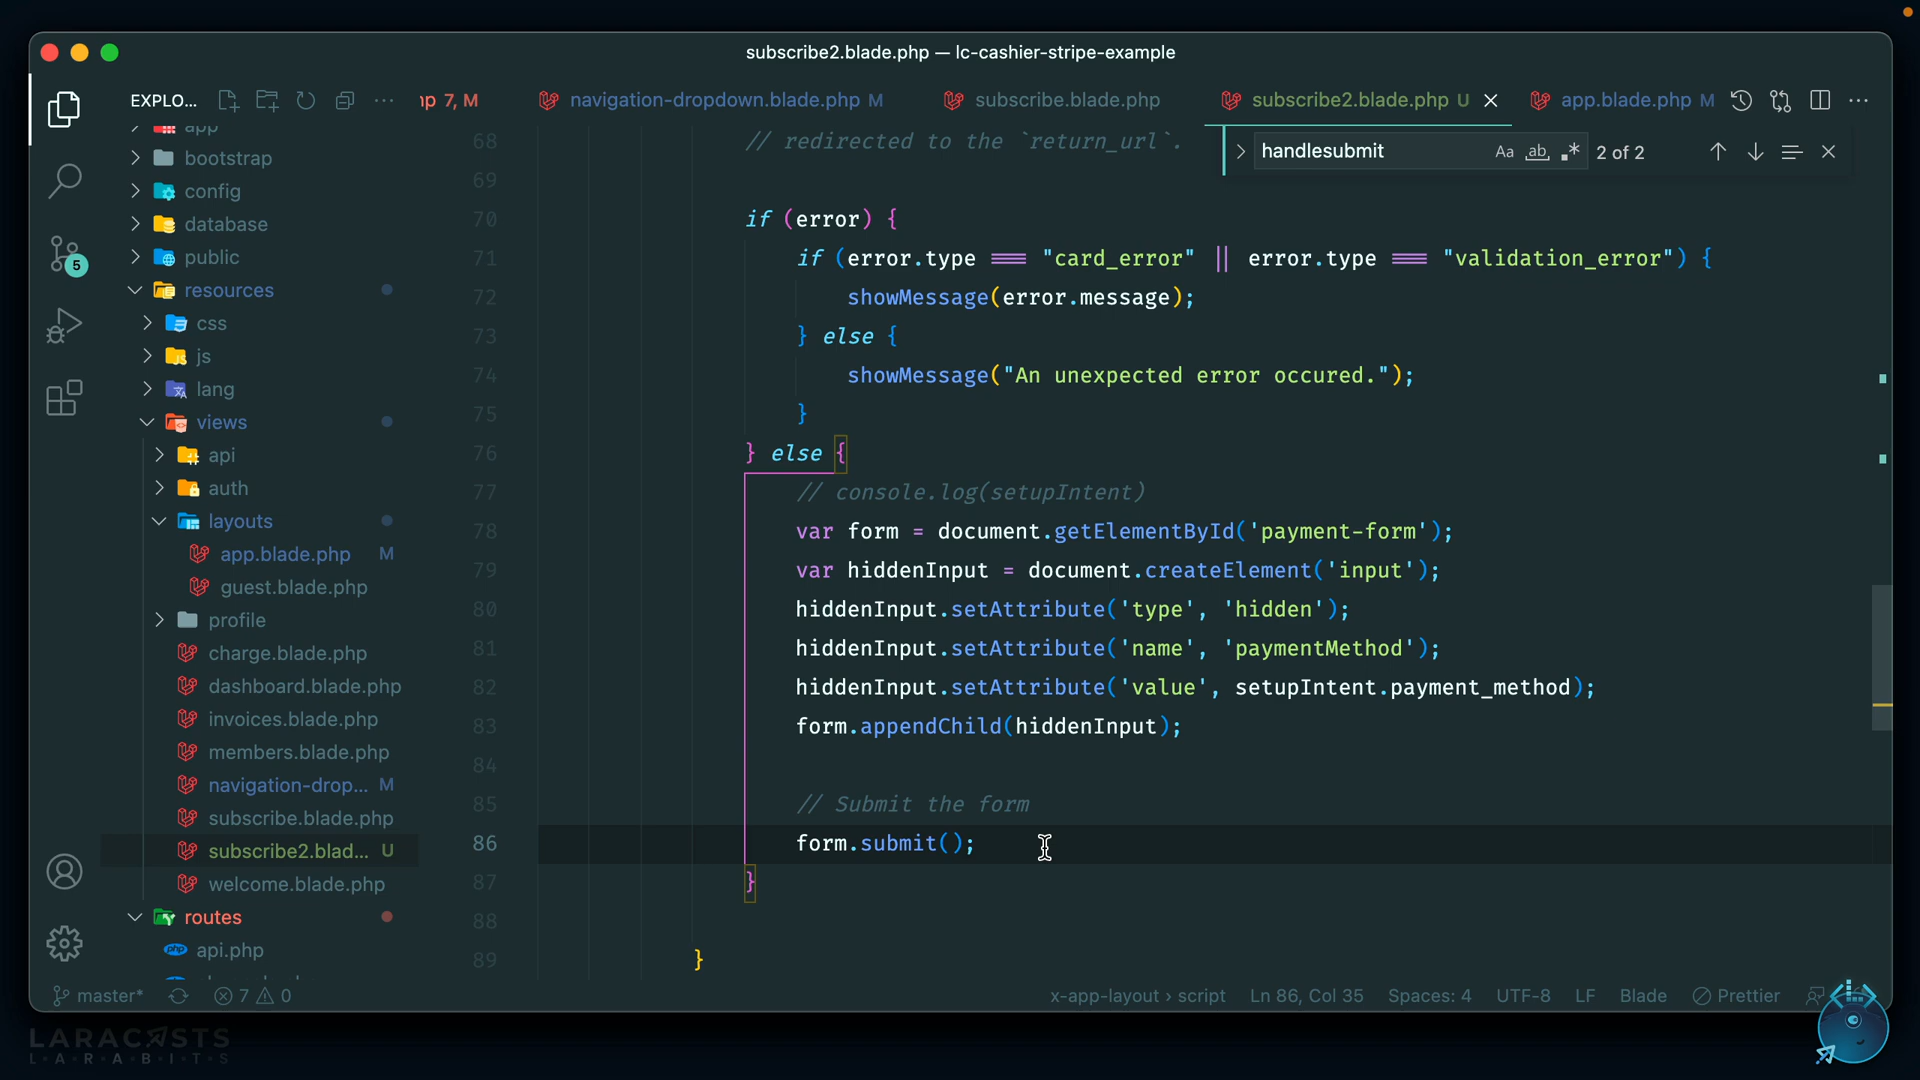 subscribe2.blade.php — lc-cashier-stripe-example
EXPLO...
hp 7, M
navigation-dropdown.blade.php M
subscribe.blade.php
subscribe2.blade.php U
app.blade.php M
handlesubmit
Aa ab .*
2 of 2
app
bootstrap
config
database
public
resources
css
js
lang
views
api
auth
layouts
app.blade.php M
guest.blade.php
profile
charge.blade.php
dashboard.blade.php
invoices.blade.php
members.blade.php
navigation-drop... M
subscribe.blade.php
subscribe2.blad... U
welcome.blade.php
routes
api.php
5
68 // redirected to the `return_url`.
69
70 if (error) {
71 if (error.type === "card_error" || error.type === "validation_error") {
72 showMessage(error.message);
73 } else {
74 showMessage("An unexpected error occured.");
75 }
76 } else {
77 // console.log(setupIntent)
78 var form = document.getElementById('payment-form');
79 var hiddenInput = document.createElement('input');
80 hiddenInput.setAttribute('type', 'hidden');
81 hiddenInput.setAttribute('name', 'paymentMethod');
82 hiddenInput.setAttribute('value', setupIntent.payment_method);
83 form.appendChild(hiddenInput);
84
85 // Submit the form
86 form.submit();
87 }
88
89 }
master* 7 0
x-app-layout › script Ln 86, Col 35 Spaces: 4 UTF-8 LF Blade Prettier
LARACASTS
L·A·R·A·B·I·T·S